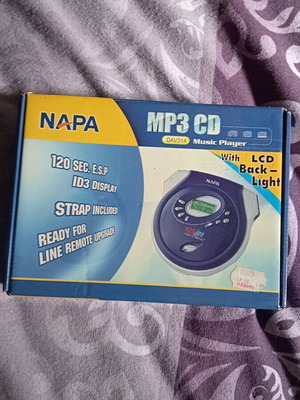 NAPA
MP3 CD
DAV314 Music Player
With LCD
Back-
Light
120 SEC. E.S.P
ID3 DISPLAY
STRAP INCLUDED
READY FOR
LINE REMOTE UPGRADE
NAPA